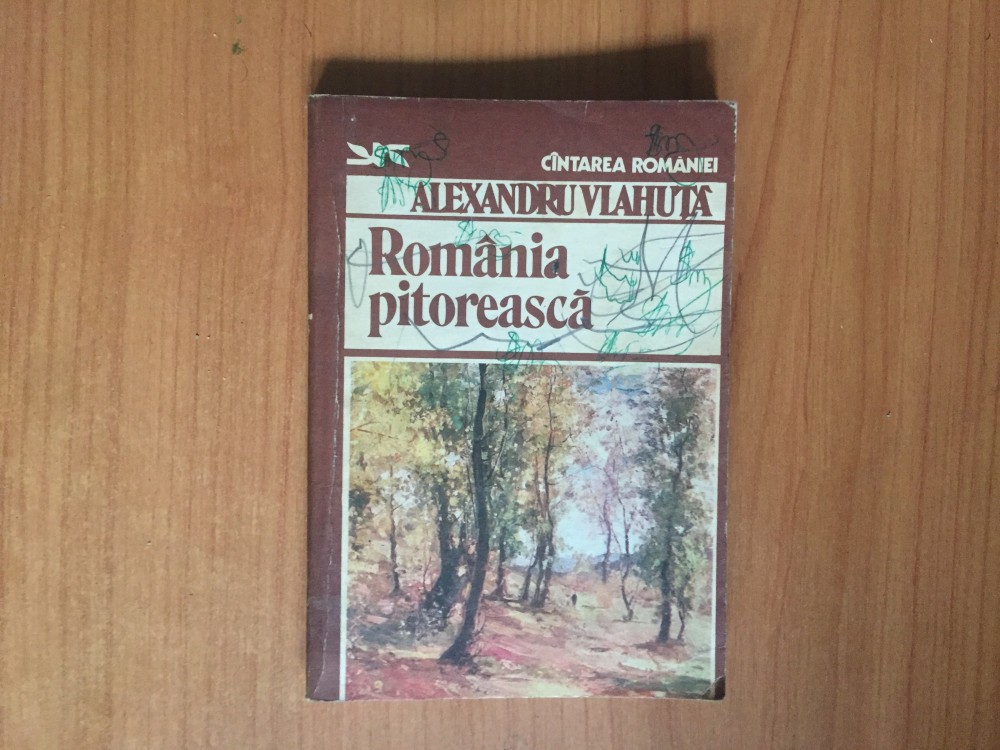 CÎNTAREA ROMÂNIEI
ALEXANDRU VLAHUȚĂ
România
pitorească